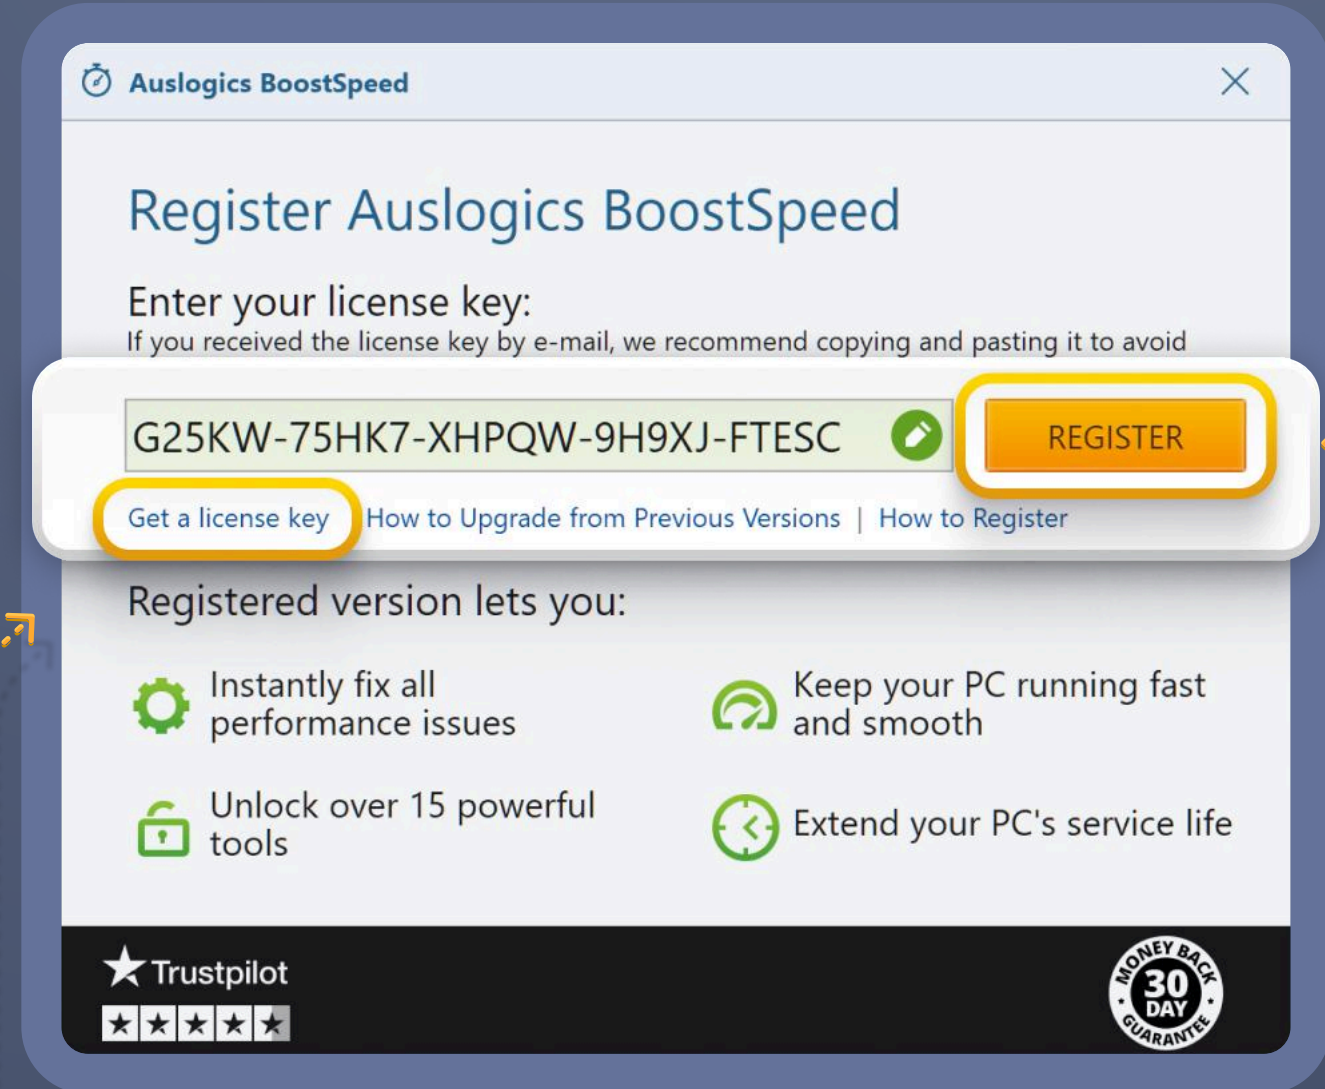 Auslogics BoostSpeed
Register Auslogics BoostSpeed
Enter your license key:
If you received the license key by e-mail, we recommend copying and pasting it to avoid
G25KW-75HK7-XHPQW-9H9XJ-FTESC
REGISTER
Get a license key
How to Upgrade from Previous Versions | How to Register
Registered version lets you:
Instantly fix all
performance issues
Keep your PC running fast
and smooth
Unlock over 15 powerful
tools
Extend your PC's service life
Trustpilot
MONEY BACK
30
DAY
GUARANTEE